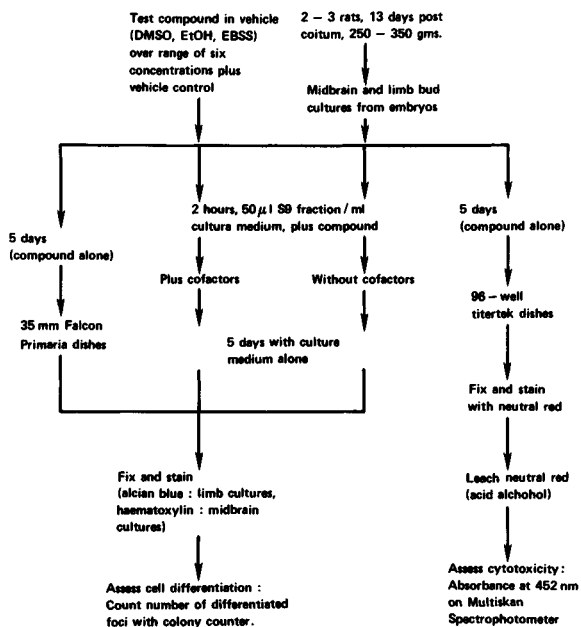 Test compound in vehicle
(DMSO, EtOH, EBSS)
over range of six
concentrations plus
vehicle control
2 – 3 rats, 13 days post
coitum, 250 – 350 gms.
Midbrain and limb bud
cultures from embryos
5 days
(compound alone)
2 hours, 50 µl S9 fraction / ml
culture medium, plus compound
5 days
(compound alone)
Plus cofactors
Without cofactors
35 mm Falcon
Primaria dishes
5 days with culture
medium alone
96 – well
titertek dishes
Fix and stain
with neutral red
Fix and stain
(alcian blue : limb cultures,
haematoxylin : midbrain
cultures)
Leach neutral red
(acid alchohol)
Assess cell differentiation :
Count number of differentiated
foci with colony counter.
Assess cytotoxicity :
Absorbance at 452 nm
on Multiskan
Spectrophotometer